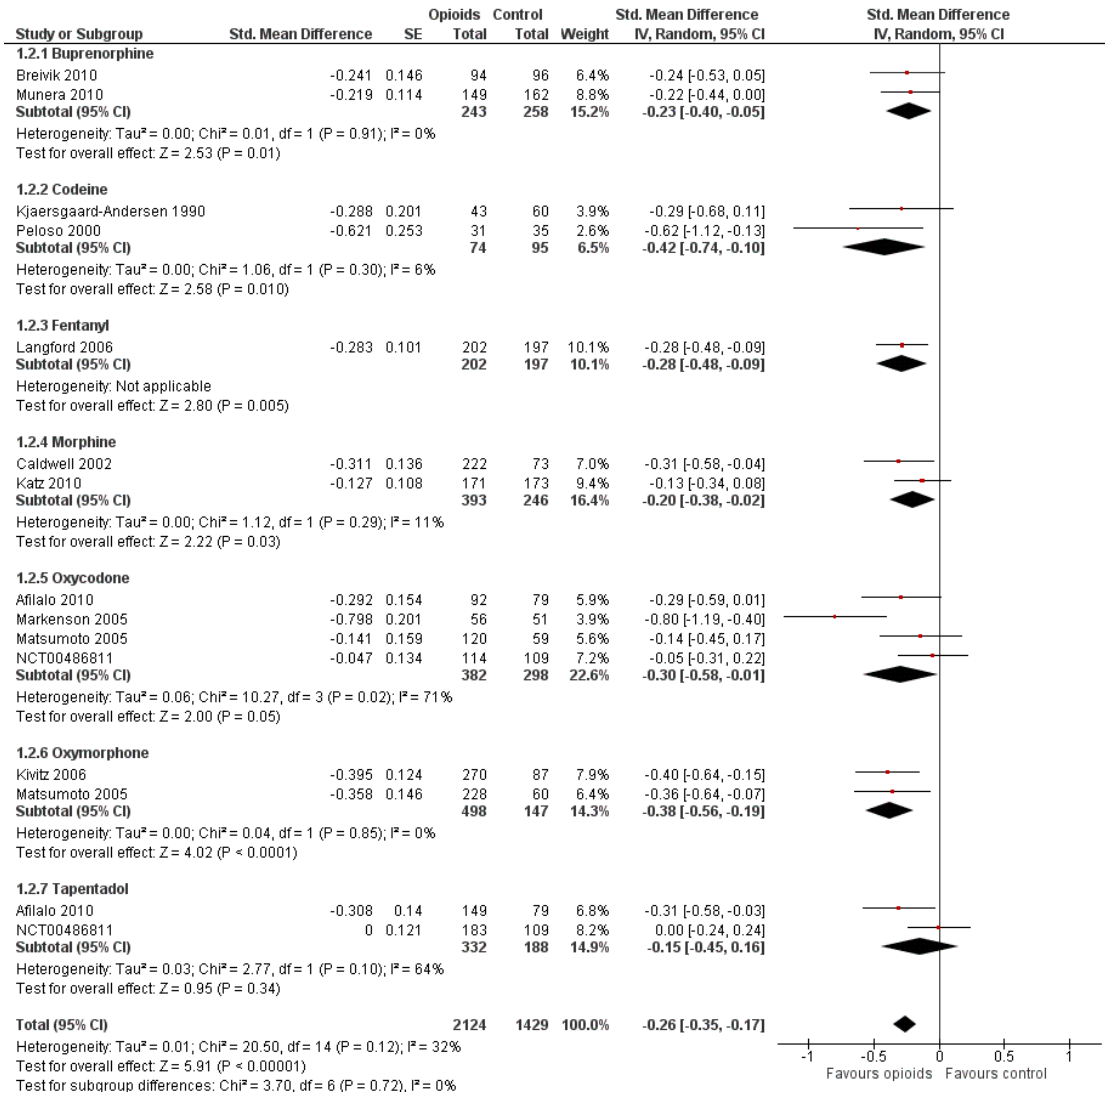 Opioids Control Std. Mean Difference Std. Mean Difference
Study or Subgroup Std. Mean Difference SE Total Total Weight IV, Random, 95% CI IV, Random, 95% CI
1.2.1 Buprenorphine
Breivik 2010 -0.241 0.146 94 96 6.4% -0.24 [-0.53, 0.05]
Munera 2010 -0.219 0.114 149 162 8.8% -0.22 [-0.44, 0.00]
Subtotal (95% CI) 243 258 15.2% -0.23 [-0.40, -0.05]
Heterogeneity: Tau² = 0.00; Chi² = 0.01, df = 1 (P = 0.91); I² = 0%
Test for overall effect: Z = 2.53 (P = 0.01)
1.2.2 Codeine
Kjaersgaard-Andersen 1990 -0.288 0.201 43 60 3.9% -0.29 [-0.68, 0.11]
Peloso 2000 -0.621 0.253 31 35 2.6% -0.62 [-1.12, -0.13]
Subtotal (95% CI) 74 95 6.5% -0.42 [-0.74, -0.10]
Heterogeneity: Tau² = 0.00; Chi² = 1.06, df = 1 (P = 0.30); I² = 6%
Test for overall effect: Z = 2.58 (P = 0.010)
1.2.3 Fentanyl
Langford 2006 -0.283 0.101 202 197 10.1% -0.28 [-0.48, -0.09]
Subtotal (95% CI) 202 197 10.1% -0.28 [-0.48, -0.09]
Heterogeneity: Not applicable
Test for overall effect: Z = 2.80 (P = 0.005)
1.2.4 Morphine
Caldwell 2002 -0.311 0.136 222 73 7.0% -0.31 [-0.58, -0.04]
Katz 2010 -0.127 0.108 171 173 9.4% -0.13 [-0.34, 0.08]
Subtotal (95% CI) 393 246 16.4% -0.20 [-0.38, -0.02]
Heterogeneity: Tau² = 0.00; Chi² = 1.12, df = 1 (P = 0.29); I² = 11%
Test for overall effect: Z = 2.22 (P = 0.03)
1.2.5 Oxycodone
Afilalo 2010 -0.292 0.154 92 79 5.9% -0.29 [-0.59, 0.01]
Markenson 2005 -0.798 0.201 56 51 3.9% -0.80 [-1.19, -0.40]
Matsumoto 2005 -0.141 0.159 120 59 5.6% -0.14 [-0.45, 0.17]
NCT00486811 -0.047 0.134 114 109 7.2% -0.05 [-0.31, 0.22]
Subtotal (95% CI) 382 298 22.6% -0.30 [-0.58, -0.01]
Heterogeneity: Tau² = 0.06; Chi² = 10.27, df = 3 (P = 0.02); I² = 71%
Test for overall effect: Z = 2.00 (P = 0.05)
1.2.6 Oxymorphone
Kivitz 2006 -0.395 0.124 270 87 7.9% -0.40 [-0.64, -0.15]
Matsumoto 2005 -0.358 0.146 228 60 6.4% -0.36 [-0.64, -0.07]
Subtotal (95% CI) 498 147 14.3% -0.38 [-0.56, -0.19]
Heterogeneity: Tau² = 0.00; Chi² = 0.04, df = 1 (P = 0.85); I² = 0%
Test for overall effect: Z = 4.02 (P < 0.0001)
1.2.7 Tapentadol
Afilalo 2010 -0.308 0.14 149 79 6.8% -0.31 [-0.58, -0.03]
NCT00486811 0 0.121 183 109 8.2% 0.00 [-0.24, 0.24]
Subtotal (95% CI) 332 188 14.9% -0.15 [-0.45, 0.16]
Heterogeneity: Tau² = 0.03; Chi² = 2.77, df = 1 (P = 0.10); I² = 64%
Test for overall effect: Z = 0.95 (P = 0.34)
Total (95% CI) 2124 1429 100.0% -0.26 [-0.35, -0.17]
Heterogeneity: Tau² = 0.01; Chi² = 20.50, df = 14 (P = 0.12); I² = 32%
Test for overall effect: Z = 5.91 (P < 0.00001)
Test for subgroup differences: Chi² = 3.70, df = 6 (P = 0.72), I² = 0%
-1 -0.5 0 0.5 1
Favours opioids Favours control